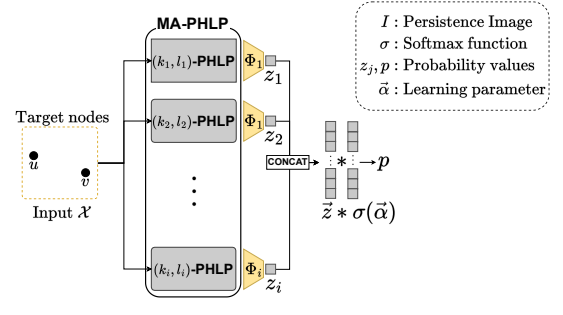 MA-PHLP
I : Persistence Image
σ : Softmax function
z_j, p : Probability values
α⃗ : Learning parameter
(k_1, l_1)-PHLP Φ_1 z_1
Target nodes
(k_2, l_2)-PHLP Φ_1 z_2
u
v
CONCAT
* p
Input 𝒳
z⃗ * σ(α⃗)
(k_i, l_i)-PHLP Φ_i z_i